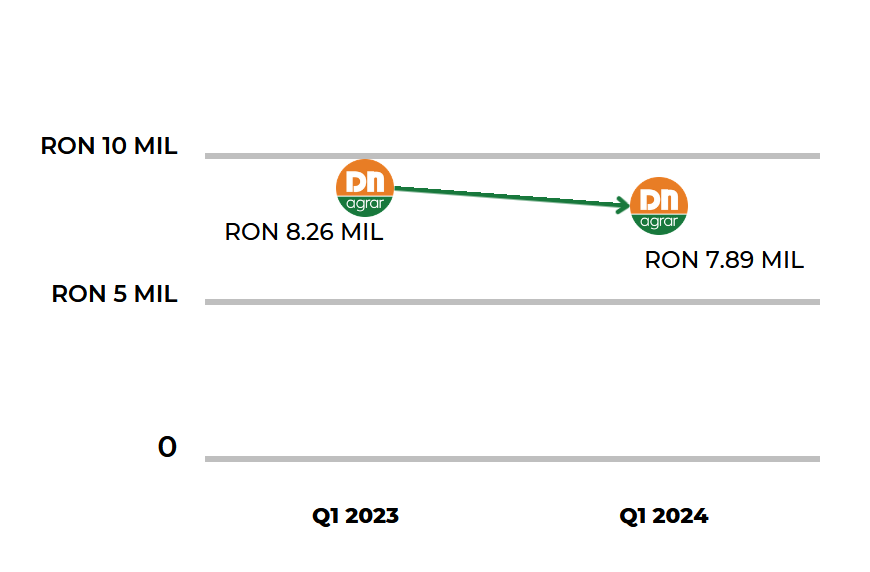 RON 10 MIL
DN
agrar
DN
agrar
RON 8.26 MIL
RON 7.89 MIL
RON 5 MIL
0
Q1 2023
Q1 2024